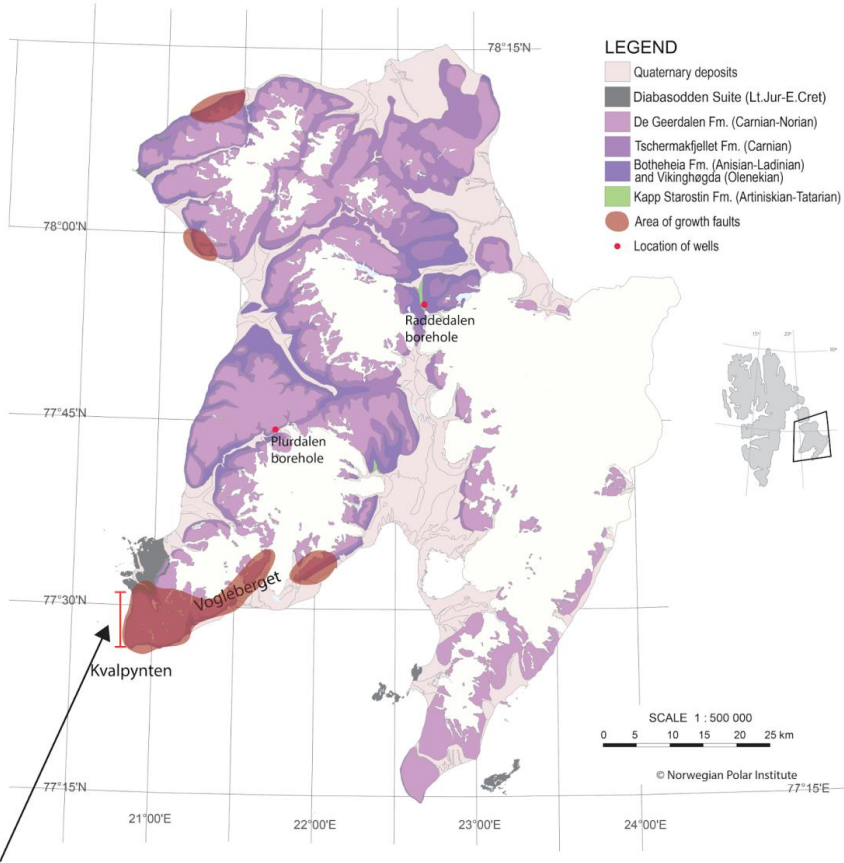 78°15'N
LEGEND
Quaternary deposits
Diabasodden Suite (Lt.Jur-E.Cret)
De Geerdalen Fm. (Carnian-Norian)
Tschermakfjellet Fm. (Carnian)
Botheheia Fm. (Anisian-Ladinian)
and Vikinghøgda (Olenekian)
Kapp Starostin Fm. (Artiniskian-Tatarian)
Area of growth faults
Location of wells
78°00'N
Raddedalen
borehole
77°45'N
Plurdalen
borehole
Vogleberget
77°30'N
Kvalpynten
SCALE 1 : 500 000
0 5 10 15 20 25 km
© Norwegian Polar Institute
77°15'N
77°15'E
21°00'E
22°00'E
23°00'E
24°00'E